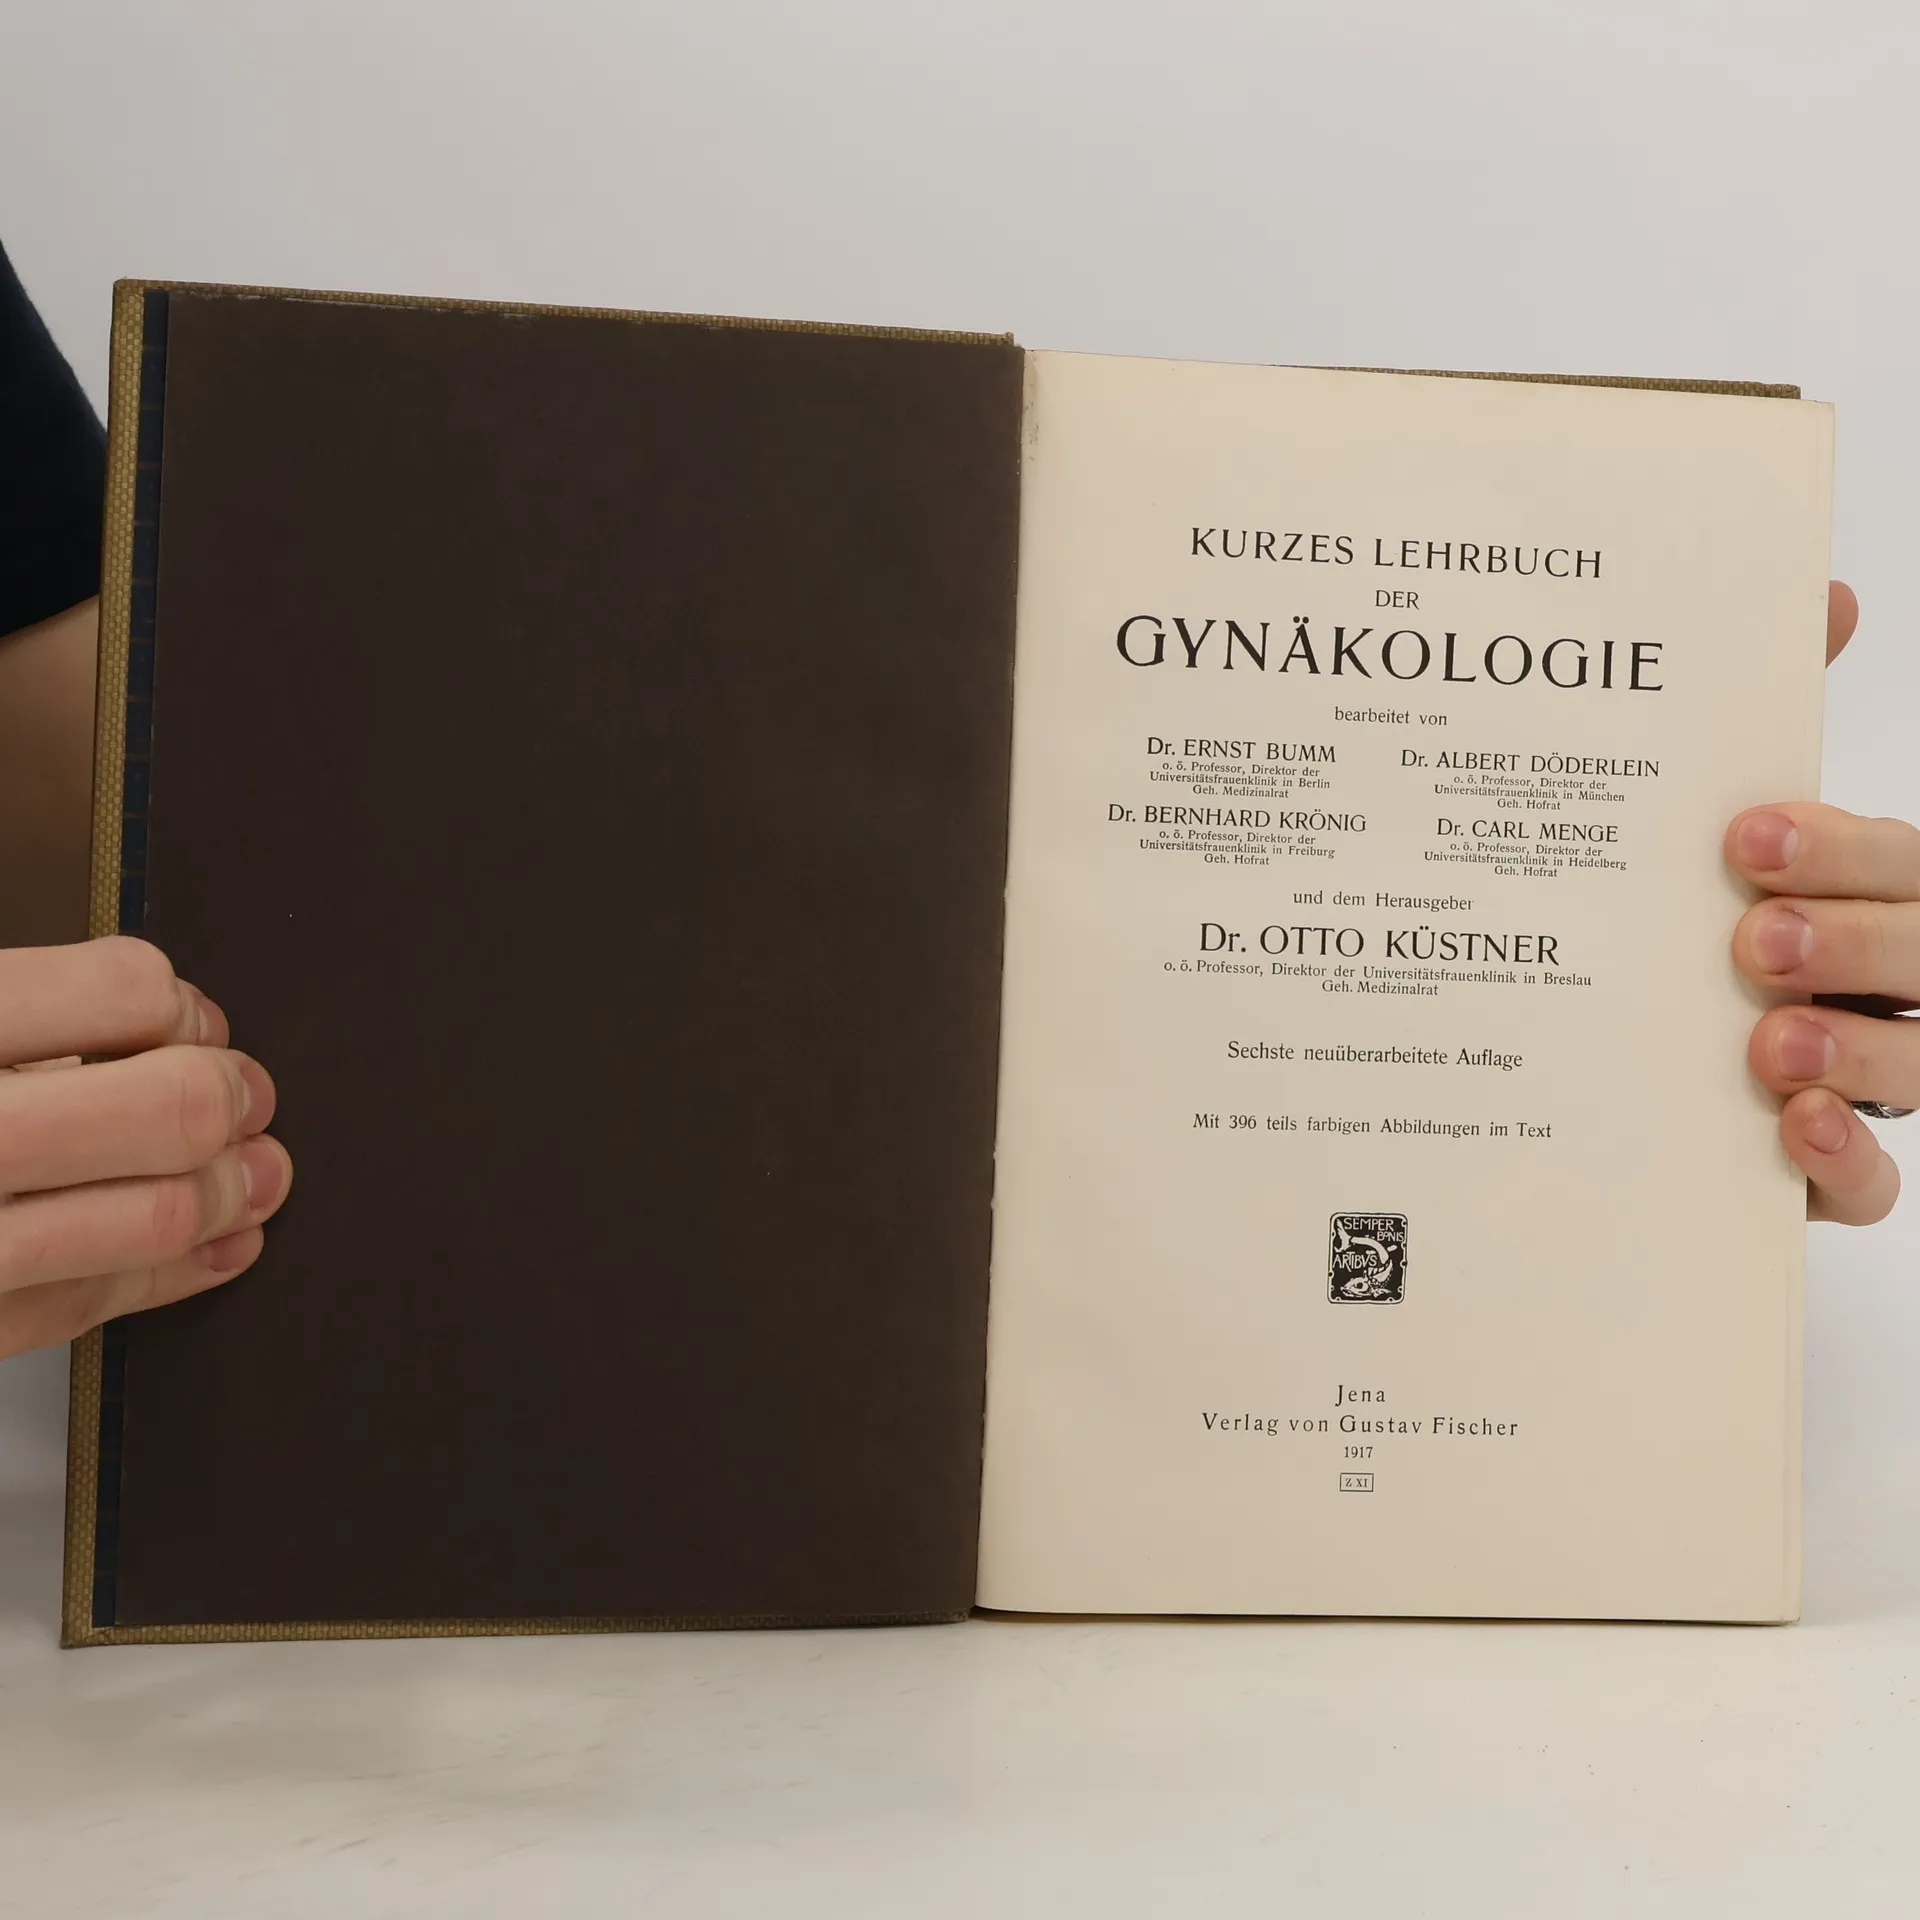 KURZES LEHRBUCH
DER
GYNÄKOLOGIE
bearbeitet von
Dr. ERNST BUMM
o. ö. Professor, Direktor der
Universitätsfrauenklinik in Berlin
Geh. Medizinalrat
Dr. ALBERT DÖDERLEIN
o. ö. Professor, Direktor der
Universitätsfrauenklinik in München
Geh. Hofrat
Dr. BERNHARD KRÖNIG
o. ö. Professor, Direktor der
Universitätsfrauenklinik in Freiburg
Geh. Hofrat
Dr. CARL MENGE
o. ö. Professor, Direktor der
Universitätsfrauenklinik in Heidelberg
Geh. Hofrat
und dem Herausgeber
Dr. OTTO KÜSTNER
o. ö. Professor, Direktor der Universitätsfrauenklinik in Breslau
Geh. Medizinalrat
Sechste neuüberarbeitete Auflage
Mit 396 teils farbigen Abbildungen im Text
SEMPER
BONIS
ARTIBVS
Jena
Verlag von Gustav Fischer
1917
Z XI